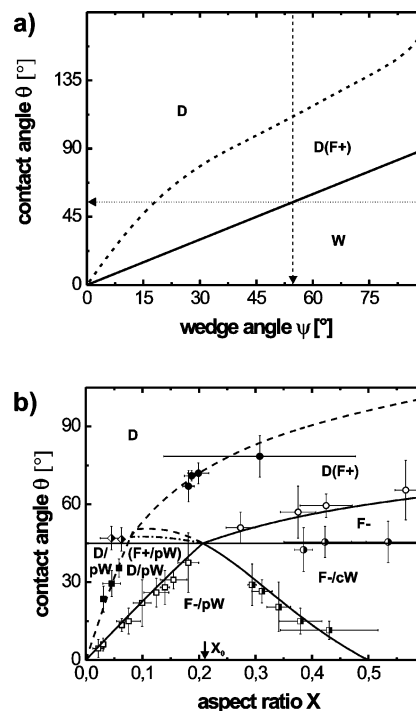 a)
contact angle θ [°]
135
90
45
0
D
D(F+)
W
0 15 30 45 60 75
wedge angle ψ [°]
b)
contact angle θ [°]
90
60
30
0
D
D(F+)
F-
D/ (F+/pW)
pW D/pW
F-/cW
F-/pW
X₀
0,0 0,1 0,2 0,3 0,4 0,5
aspect ratio X